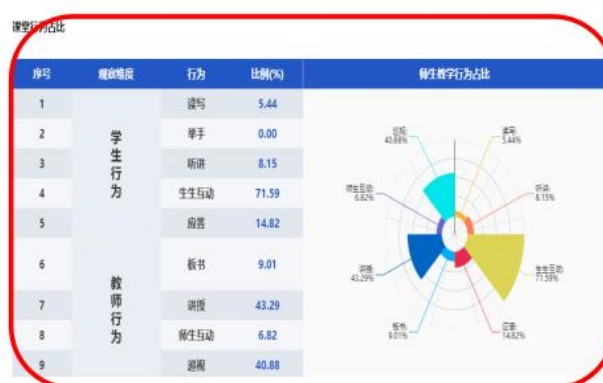 课堂行为占比
序号 观察维度 行为 比例(%) 师生教学行为占比
1 读写 5.44
2 举手 0.00
3 听讲 8.15
4 生生互动 71.59
5 应答 14.82
学生行为
6 板书 9.01
7 讲授 43.29
8 师生互动 6.82
9 巡视 40.88
教师行为
巡视:
40.88%
读写:
5.44%
师生互动:
6.82%
听讲:
8.15%
讲授:
43.29%
生生互动:
71.59%
板书:
9.01%
应答:
14.82%